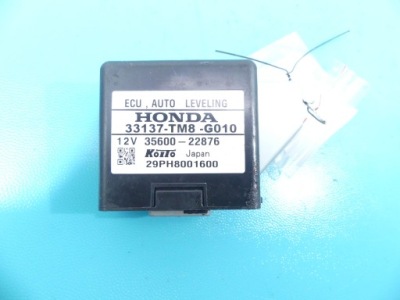 ECU , AUTO LEVELING
HONDA
33137-TM8 -G010
12V 35600-22876
KOITO Japan
29PH8001600